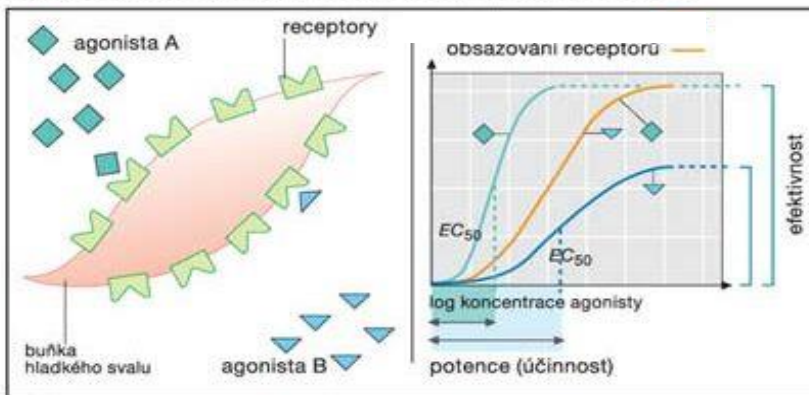 agonista A
receptory
buňka
hladkého svalu
agonista B
obsazování receptorů
EC50
EC50
efektivnost
log koncentrace agonisty
potence (účinnost)